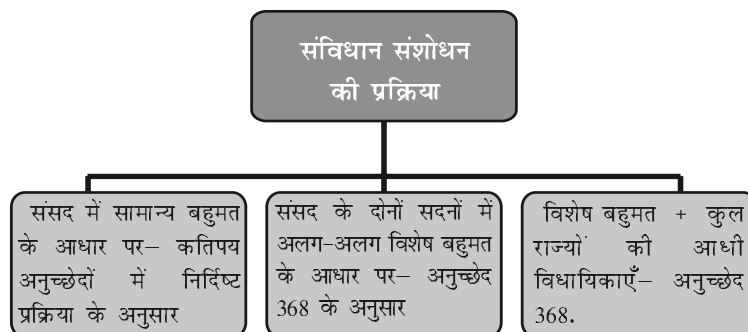 संविधान संशोधन
की प्रक्रिया
संसद में सामान्य बहुमत
के आधार पर– कतिपय
अनुच्छेदों में निर्दिष्ट
प्रक्रिया के अनुसार
संसद के दोनों सदनों में
अलग-अलग विशेष बहुमत
के आधार पर– अनुच्छेद
368 के अनुसार
विशेष बहुमत + कुल
राज्यों की आधी
विधायिकाएँ– अनुच्छेद
368.